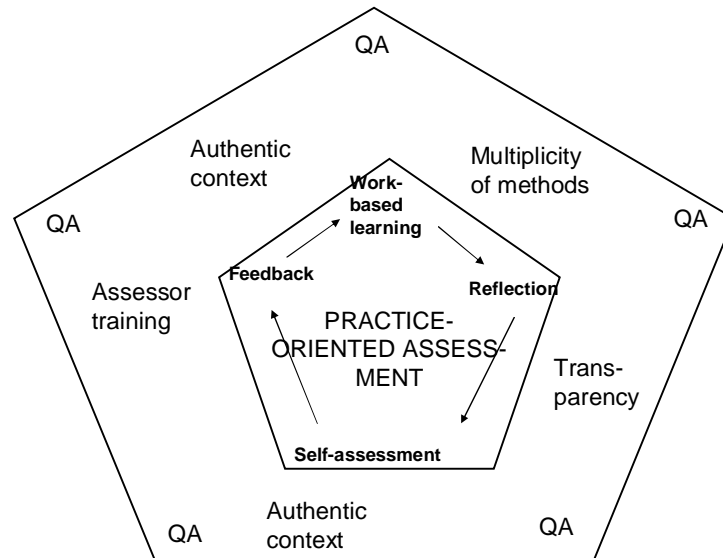 QA
Authentic
context
Multiplicity
of methods
Work-
based
learning
QA
QA
Feedback
Reflection
Assessor
training
PRACTICE-
ORIENTED ASSESS-
MENT
Trans-
parency
Self-assessment
Authentic
context
QA
QA